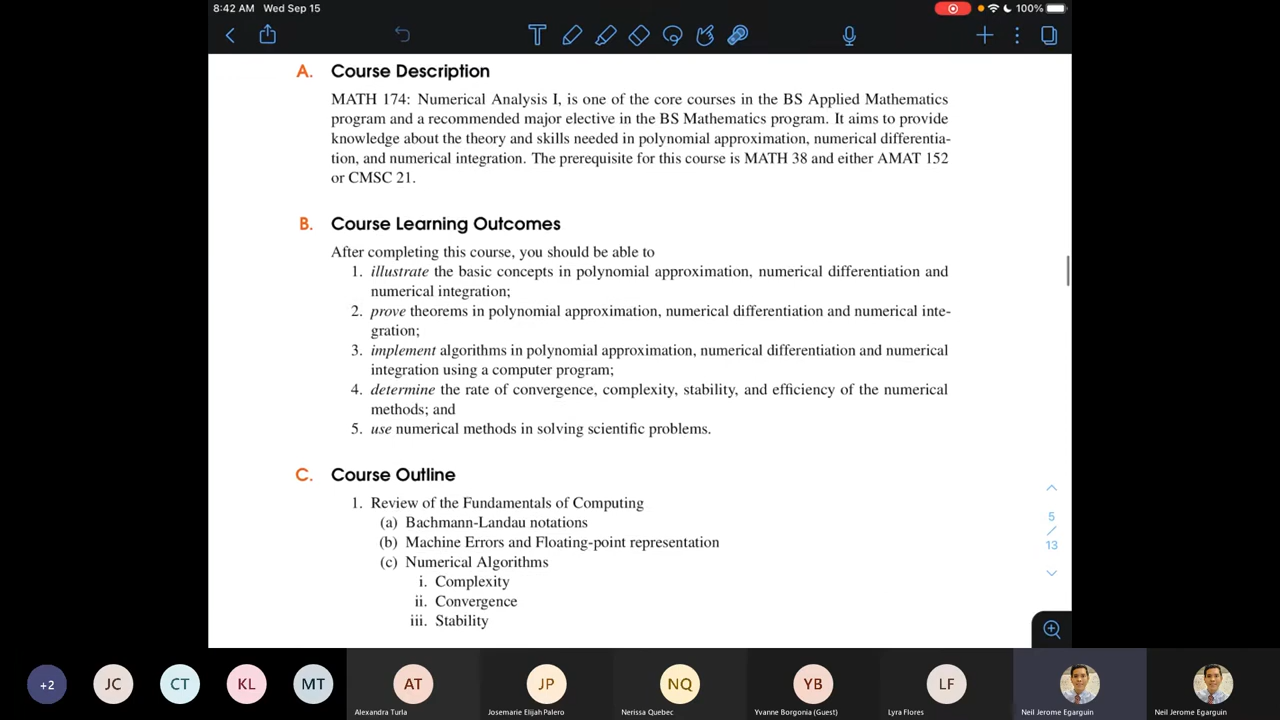 8:42 AM Wed Sep 15
100%
A. Course Description
MATH 174: Numerical Analysis I, is one of the core courses in the BS Applied Mathematics
program and a recommended major elective in the BS Mathematics program. It aims to provide
knowledge about the theory and skills needed in polynomial approximation, numerical differentia-
tion, and numerical integration. The prerequisite for this course is MATH 38 and either AMAT 152
or CMSC 21.
B. Course Learning Outcomes
After completing this course, you should be able to
1. illustrate the basic concepts in polynomial approximation, numerical differentiation and
numerical integration;
2. prove theorems in polynomial approximation, numerical differentiation and numerical inte-
gration;
3. implement algorithms in polynomial approximation, numerical differentiation and numerical
integration using a computer program;
4. determine the rate of convergence, complexity, stability, and efficiency of the numerical
methods; and
5. use numerical methods in solving scientific problems.
C. Course Outline
1. Review of the Fundamentals of Computing
(a) Bachmann-Landau notations
(b) Machine Errors and Floating-point representation
(c) Numerical Algorithms
i. Complexity
ii. Convergence
iii. Stability
5
/
13
+2
JC
CT
KL
MT
AT
JP
NQ
YB
LF
Alexandra Turla
Josemarie Elijah Palero
Nerissa Quebec
Yvanne Borgonia (Guest)
Lyra Flores
Neil Jerome Egarguin
Neil Jerome Egarguin